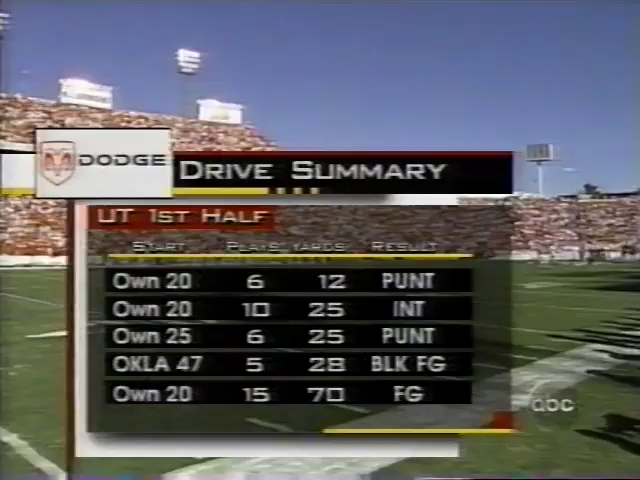 DODGE
DRIVE SUMMARY
UT 1ST HALF
START PLAYS YARDS RESULT
OWN 20 6 12 PUNT
OWN 20 10 25 INT
OWN 25 6 25 PUNT
OKLA 47 5 28 BLK FG
OWN 20 15 70 FG
abc